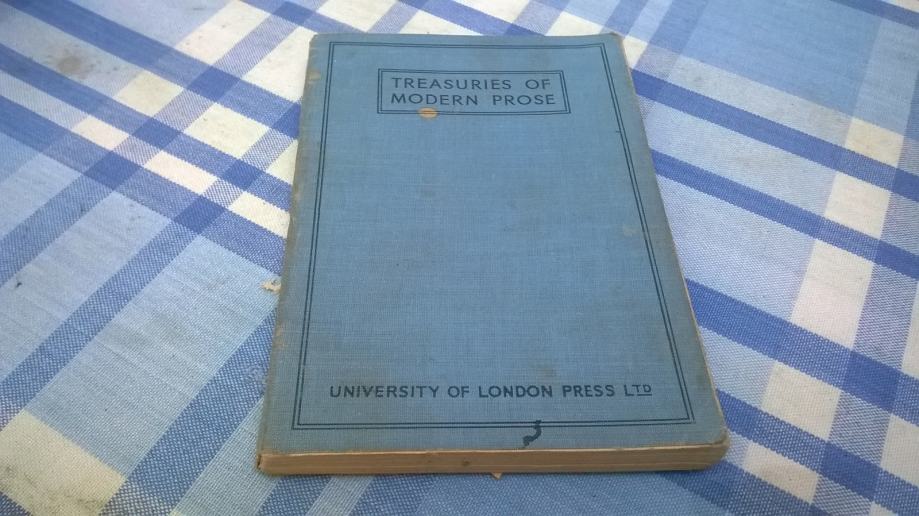 TREASURIES OF
MODERN PROSE
UNIVERSITY OF LONDON PRESS LTD